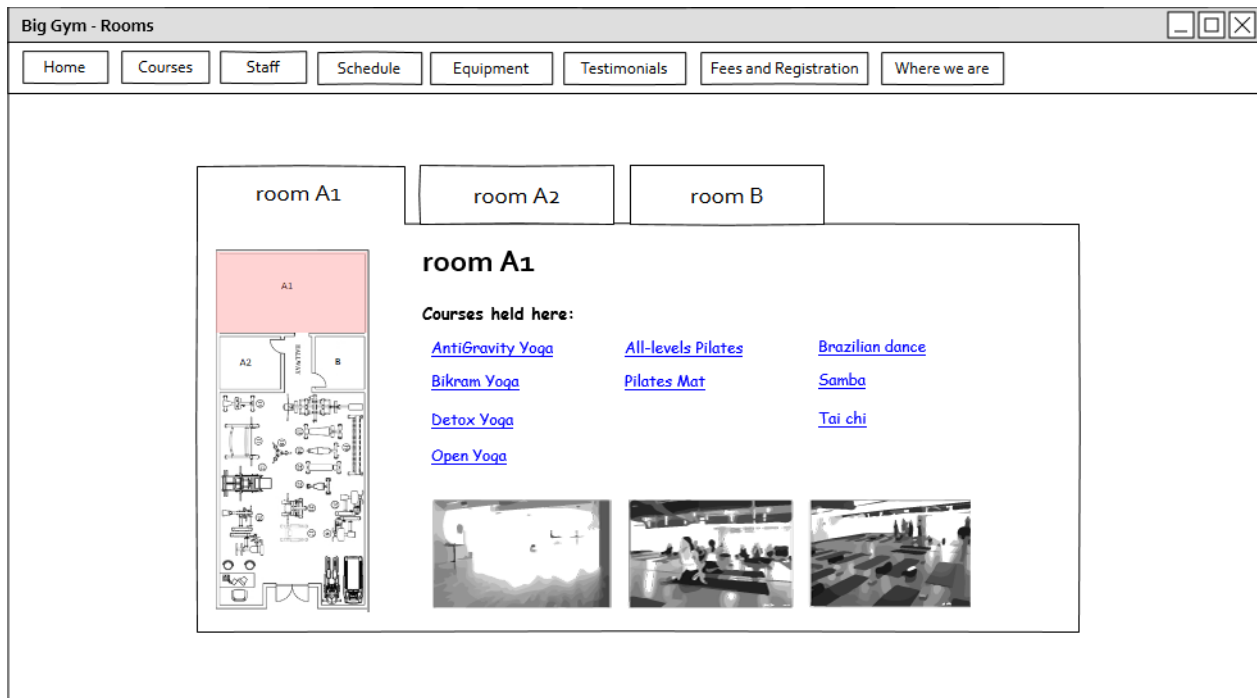 Big Gym - Rooms
Home Courses Staff Schedule Equipment Testimonials Fees and Registration Where we are
room A1 room A2 room B
room A1
Courses held here:
AntiGravity Yoga All-levels Pilates Brazilian dance
Bikram Yoga Pilates Mat Samba
Detox Yoga Tai chi
Open Yoga
A1
A2 HALLWAY B